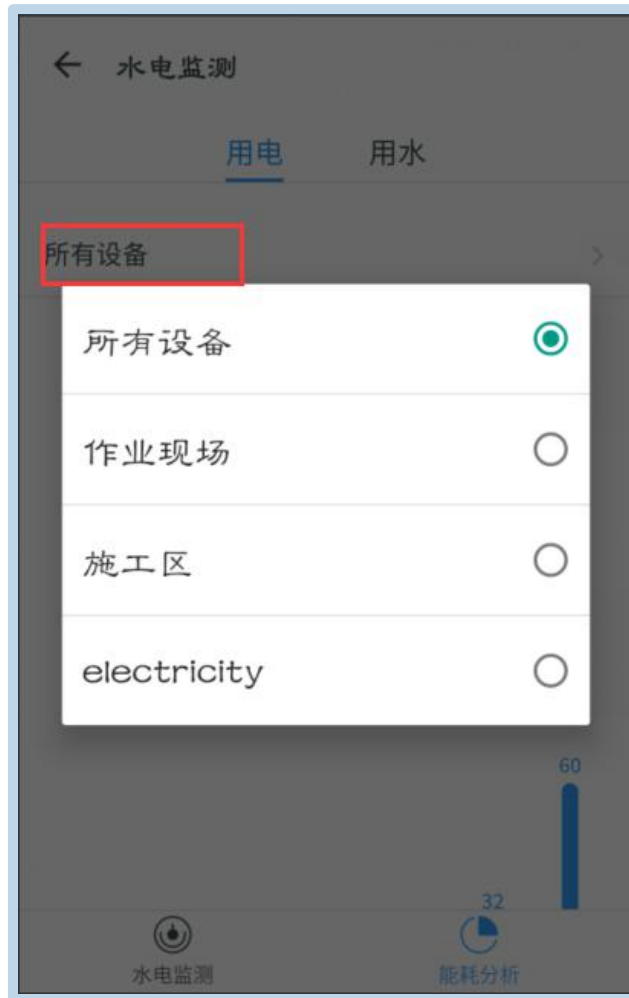 水电监测
用电 用水
所有设备
所有设备
作业现场
施工区
electricity
60
32
水电监测 能耗分析